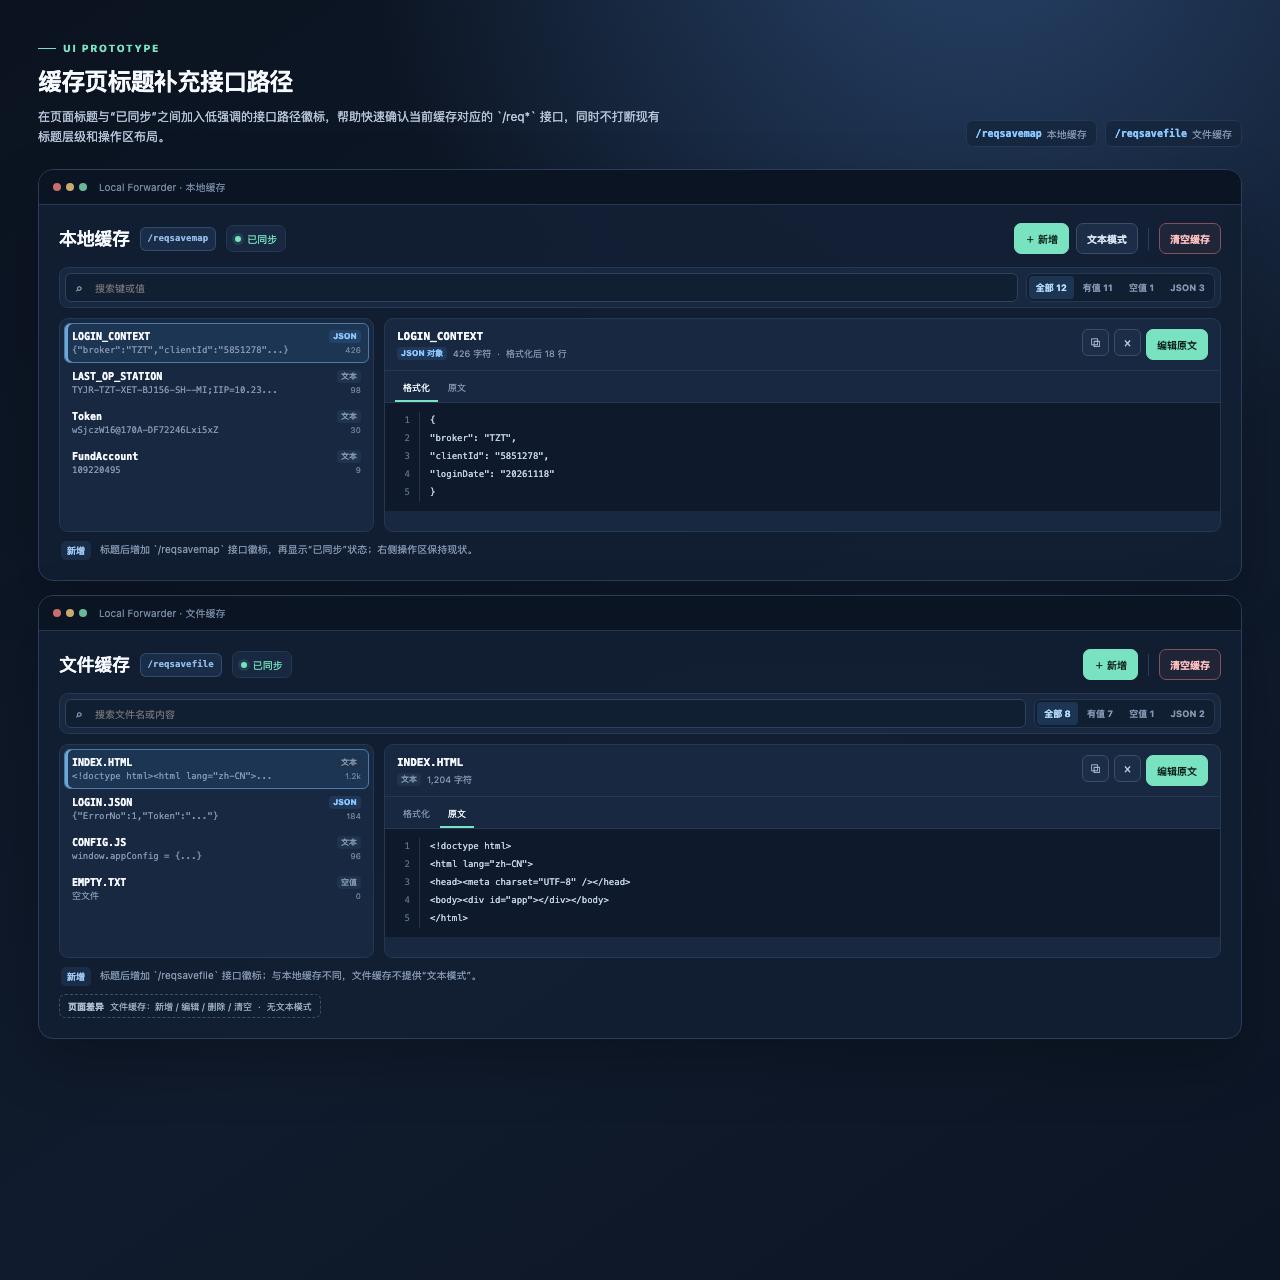 UI PROTOTYPE
缓存页标题补充接口路径
在页面标题与“已同步”之间加入低强调的接口路径徽标，帮助快速确认当前缓存对应的 `/req*` 接口，同时不打断现有
标题层级和操作区布局。
/reqsavemap 本地缓存 /reqsavefile 文件缓存
Local Forwarder · 本地缓存
本地缓存 /reqsavemap 已同步 ＋ 新增 文本模式 清空缓存
搜索键或值 全部 12 有值 11 空值 1 JSON 3
LOGIN_CONTEXT JSON
{"broker":"TZT","clientId":"5851278"...} 426
LAST_OP_STATION 文本
TYJR-TZT-XET-BJ156-SH--MI;IIP=10.23... 98
Token 文本
wSjczW16@170A-DF72246Lxi5xZ 30
FundAccount 文本
109220495 9
LOGIN_CONTEXT
JSON 对象 426 字符 · 格式化后 18 行
× 编辑原文
格式化 原文
1 {
2 "broker": "TZT",
3 "clientId": "5851278",
4 "loginDate": "20261118"
5 }
新增 标题后增加 `/reqsavemap` 接口徽标，再显示“已同步”状态；右侧操作区保持现状。
Local Forwarder · 文件缓存
文件缓存 /reqsavefile 已同步 ＋ 新增 清空缓存
搜索文件名或内容 全部 8 有值 7 空值 1 JSON 2
INDEX.HTML 文本
<!doctype html><html lang="zh-CN">... 1.2k
LOGIN.JSON JSON
{"ErrorNo":1,"Token":"..."} 184
CONFIG.JS 文本
window.appConfig = {...} 96
EMPTY.TXT 空值
空文件 0
INDEX.HTML
文本 1,204 字符
× 编辑原文
格式化 原文
1 <!doctype html>
2 <html lang="zh-CN">
3 <head><meta charset="UTF-8" /></head>
4 <body><div id="app"></div></body>
5 </html>
新增 标题后增加 `/reqsavefile` 接口徽标；与本地缓存不同，文件缓存不提供“文本模式”。
页面差异 文件缓存：新增 / 编辑 / 删除 / 清空 · 无文本模式